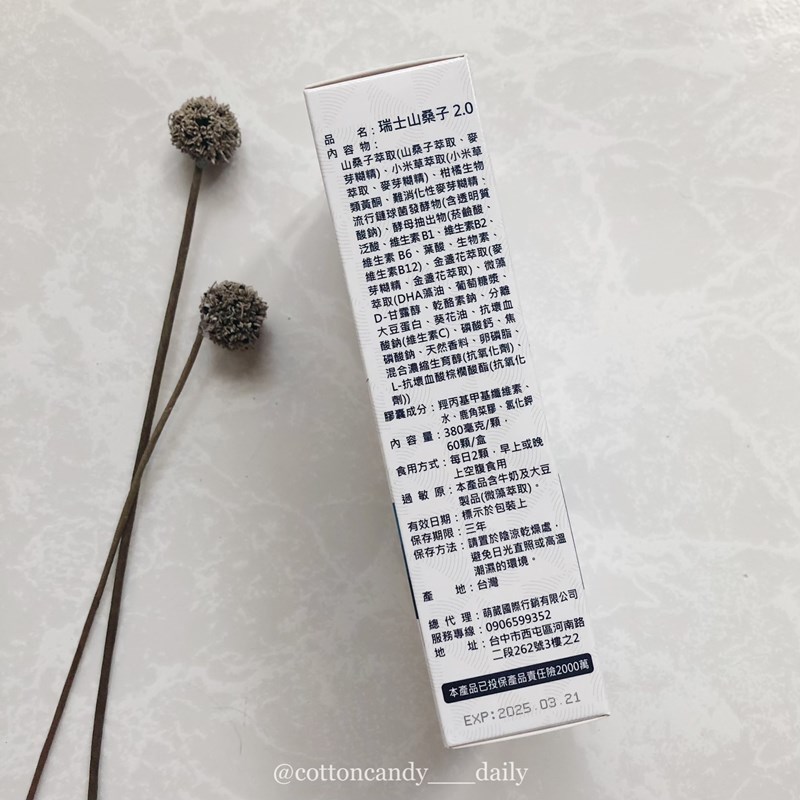 品名：瑞士山桑子 2.0
內容物：
山桑子萃取(山桑子萃取、麥
芽糊精)、小米草萃取(小米草
萃取、麥芽糊精)、柑橘生物
類黃酮、難消化性麥芽糊精、
流行鏈球菌發酵物(含透明質
酸鈉)、酵母抽出物(菸鹼酸、
泛酸、維生素B1、維生素B2、
維生素 B6、葉酸、生物素、
維生素B12)、金盞花萃取(麥
芽糊精、金盞花萃取)、微藻
萃取(DHA藻油、葡萄糖漿、
D-甘露醇、乾酪素鈉、分離
大豆蛋白、葵花油、抗壞血
酸鈉(維生素C)、磷酸鈣、焦
磷酸鈉、天然香料、卵磷脂、
混合濃縮生育醇(抗氧化劑)、
L-抗壞血酸棕櫚酸酯(抗氧化
劑))
膠囊成分：羥丙基甲基纖維素、
水、鹿角菜膠、氯化鉀
內容量：380毫克/顆，
60顆/盒
食用方式：每日2顆，早上或晚
上空腹食用
過敏原：本產品含牛奶及大豆
製品(微藻萃取)。
有效日期：標示於包裝上
保存期限：三年
保存方法：請置於陰涼乾燥處，
避免日光直照或高溫
潮濕的環境。
產地：台灣
總代理：萌葳國際行銷有限公司
服務專線：0906599352
地址：台中市西屯區河南路
二段262號3樓之2
本產品已投保產品責任險2000萬
EXP:2025.03.21
@cottoncandy___daily